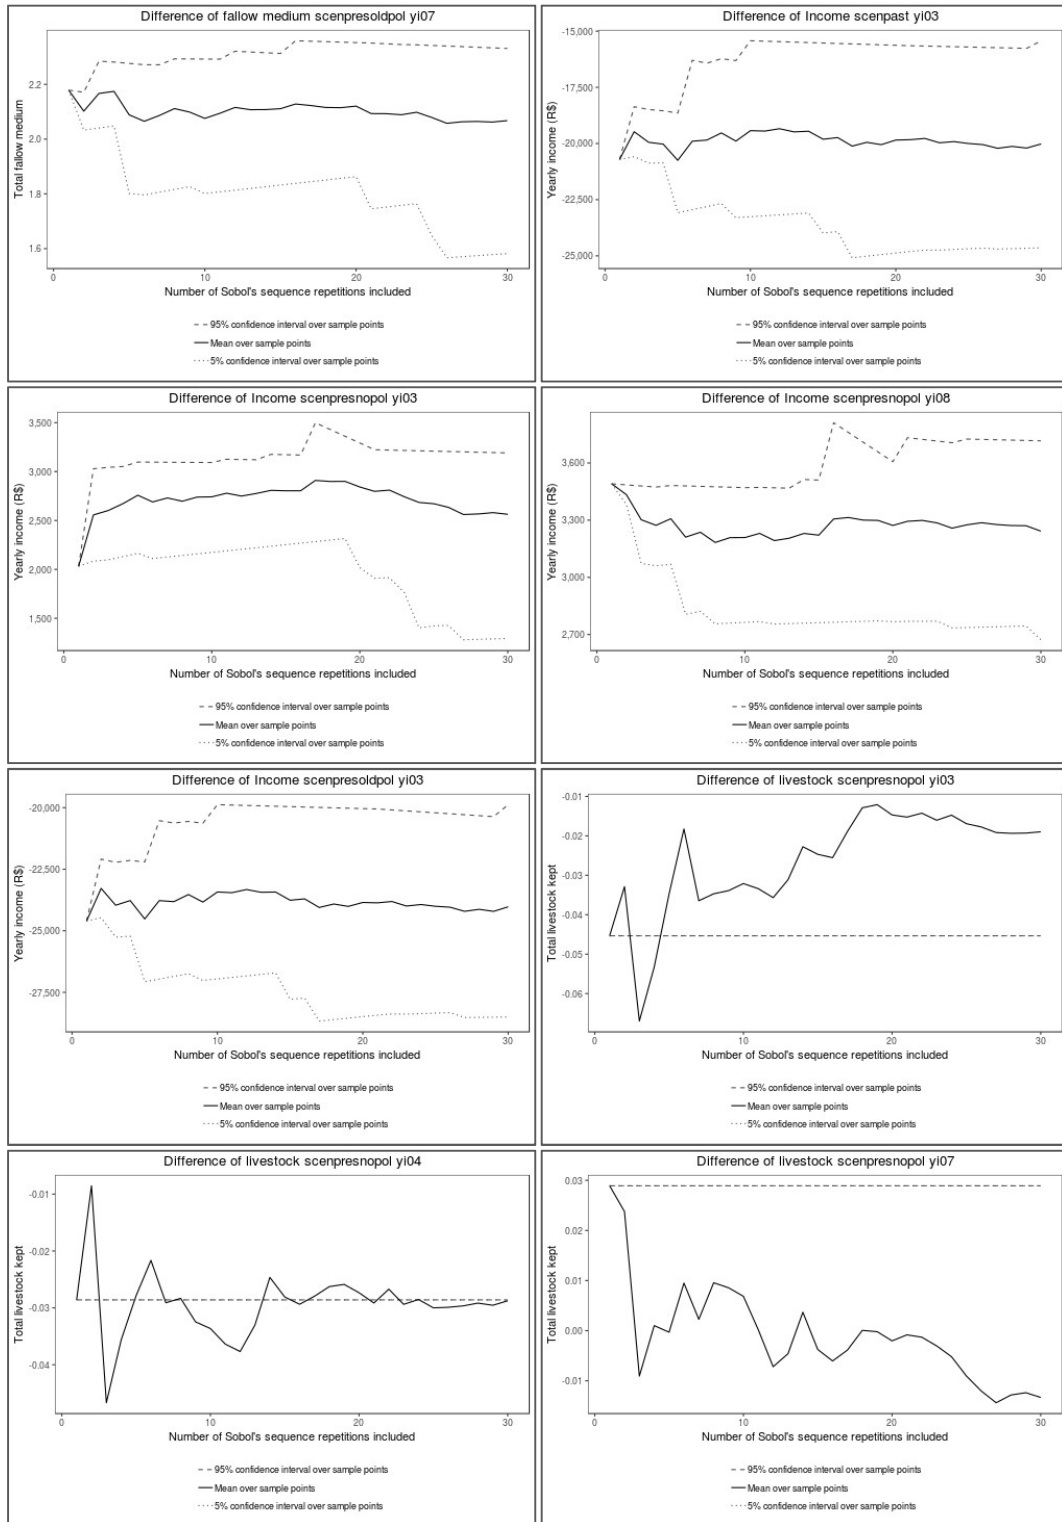 Difference of fallow medium scenpresoldpol yi07
Total fallow medium
2.2
2.0
1.8
1.6
0
10
20
30
Number of Sobol's sequence repetitions included
95% confidence interval over sample points
Mean over sample points
5% confidence interval over sample points
Difference of Income scenpast yi03
Yearly income (R$)
-15,000
-17,500
-20,000
-22,500
-25,000
0
10
20
30
Number of Sobol's sequence repetitions included
95% confidence interval over sample points
Mean over sample points
5% confidence interval over sample points
Difference of Income scenpresnopol yi03
Yearly income (R$)
3,500
3,000
2,500
2,000
1,500
0
10
20
30
Number of Sobol's sequence repetitions included
95% confidence interval over sample points
Mean over sample points
5% confidence interval over sample points
Difference of Income scenpresnopol yi08
Yearly income (R$)
3,600
3,300
3,000
2,700
0
10
20
30
Number of Sobol's sequence repetitions included
95% confidence interval over sample points
Mean over sample points
5% confidence interval over sample points
Difference of Income scenpresoldpol yi03
Yearly income (R$)
-20,000
-22,500
-25,000
-27,500
0
10
20
30
Number of Sobol's sequence repetitions included
95% confidence interval over sample points
Mean over sample points
5% confidence interval over sample points
Difference of livestock scenpresnopol yi03
Total livestock kept
-0.01
-0.02
-0.03
-0.04
-0.05
-0.06
0
10
20
30
Number of Sobol's sequence repetitions included
95% confidence interval over sample points
Mean over sample points
5% confidence interval over sample points
Difference of livestock scenpresnopol yi04
Total livestock kept
-0.01
-0.02
-0.03
-0.04
0
10
20
30
Number of Sobol's sequence repetitions included
95% confidence interval over sample points
Mean over sample points
5% confidence interval over sample points
Difference of livestock scenpresnopol yi07
Total livestock kept
0.03
0.02
0.01
0.00
-0.01
0
10
20
30
Number of Sobol's sequence repetitions included
95% confidence interval over sample points
Mean over sample points
5% confidence interval over sample points